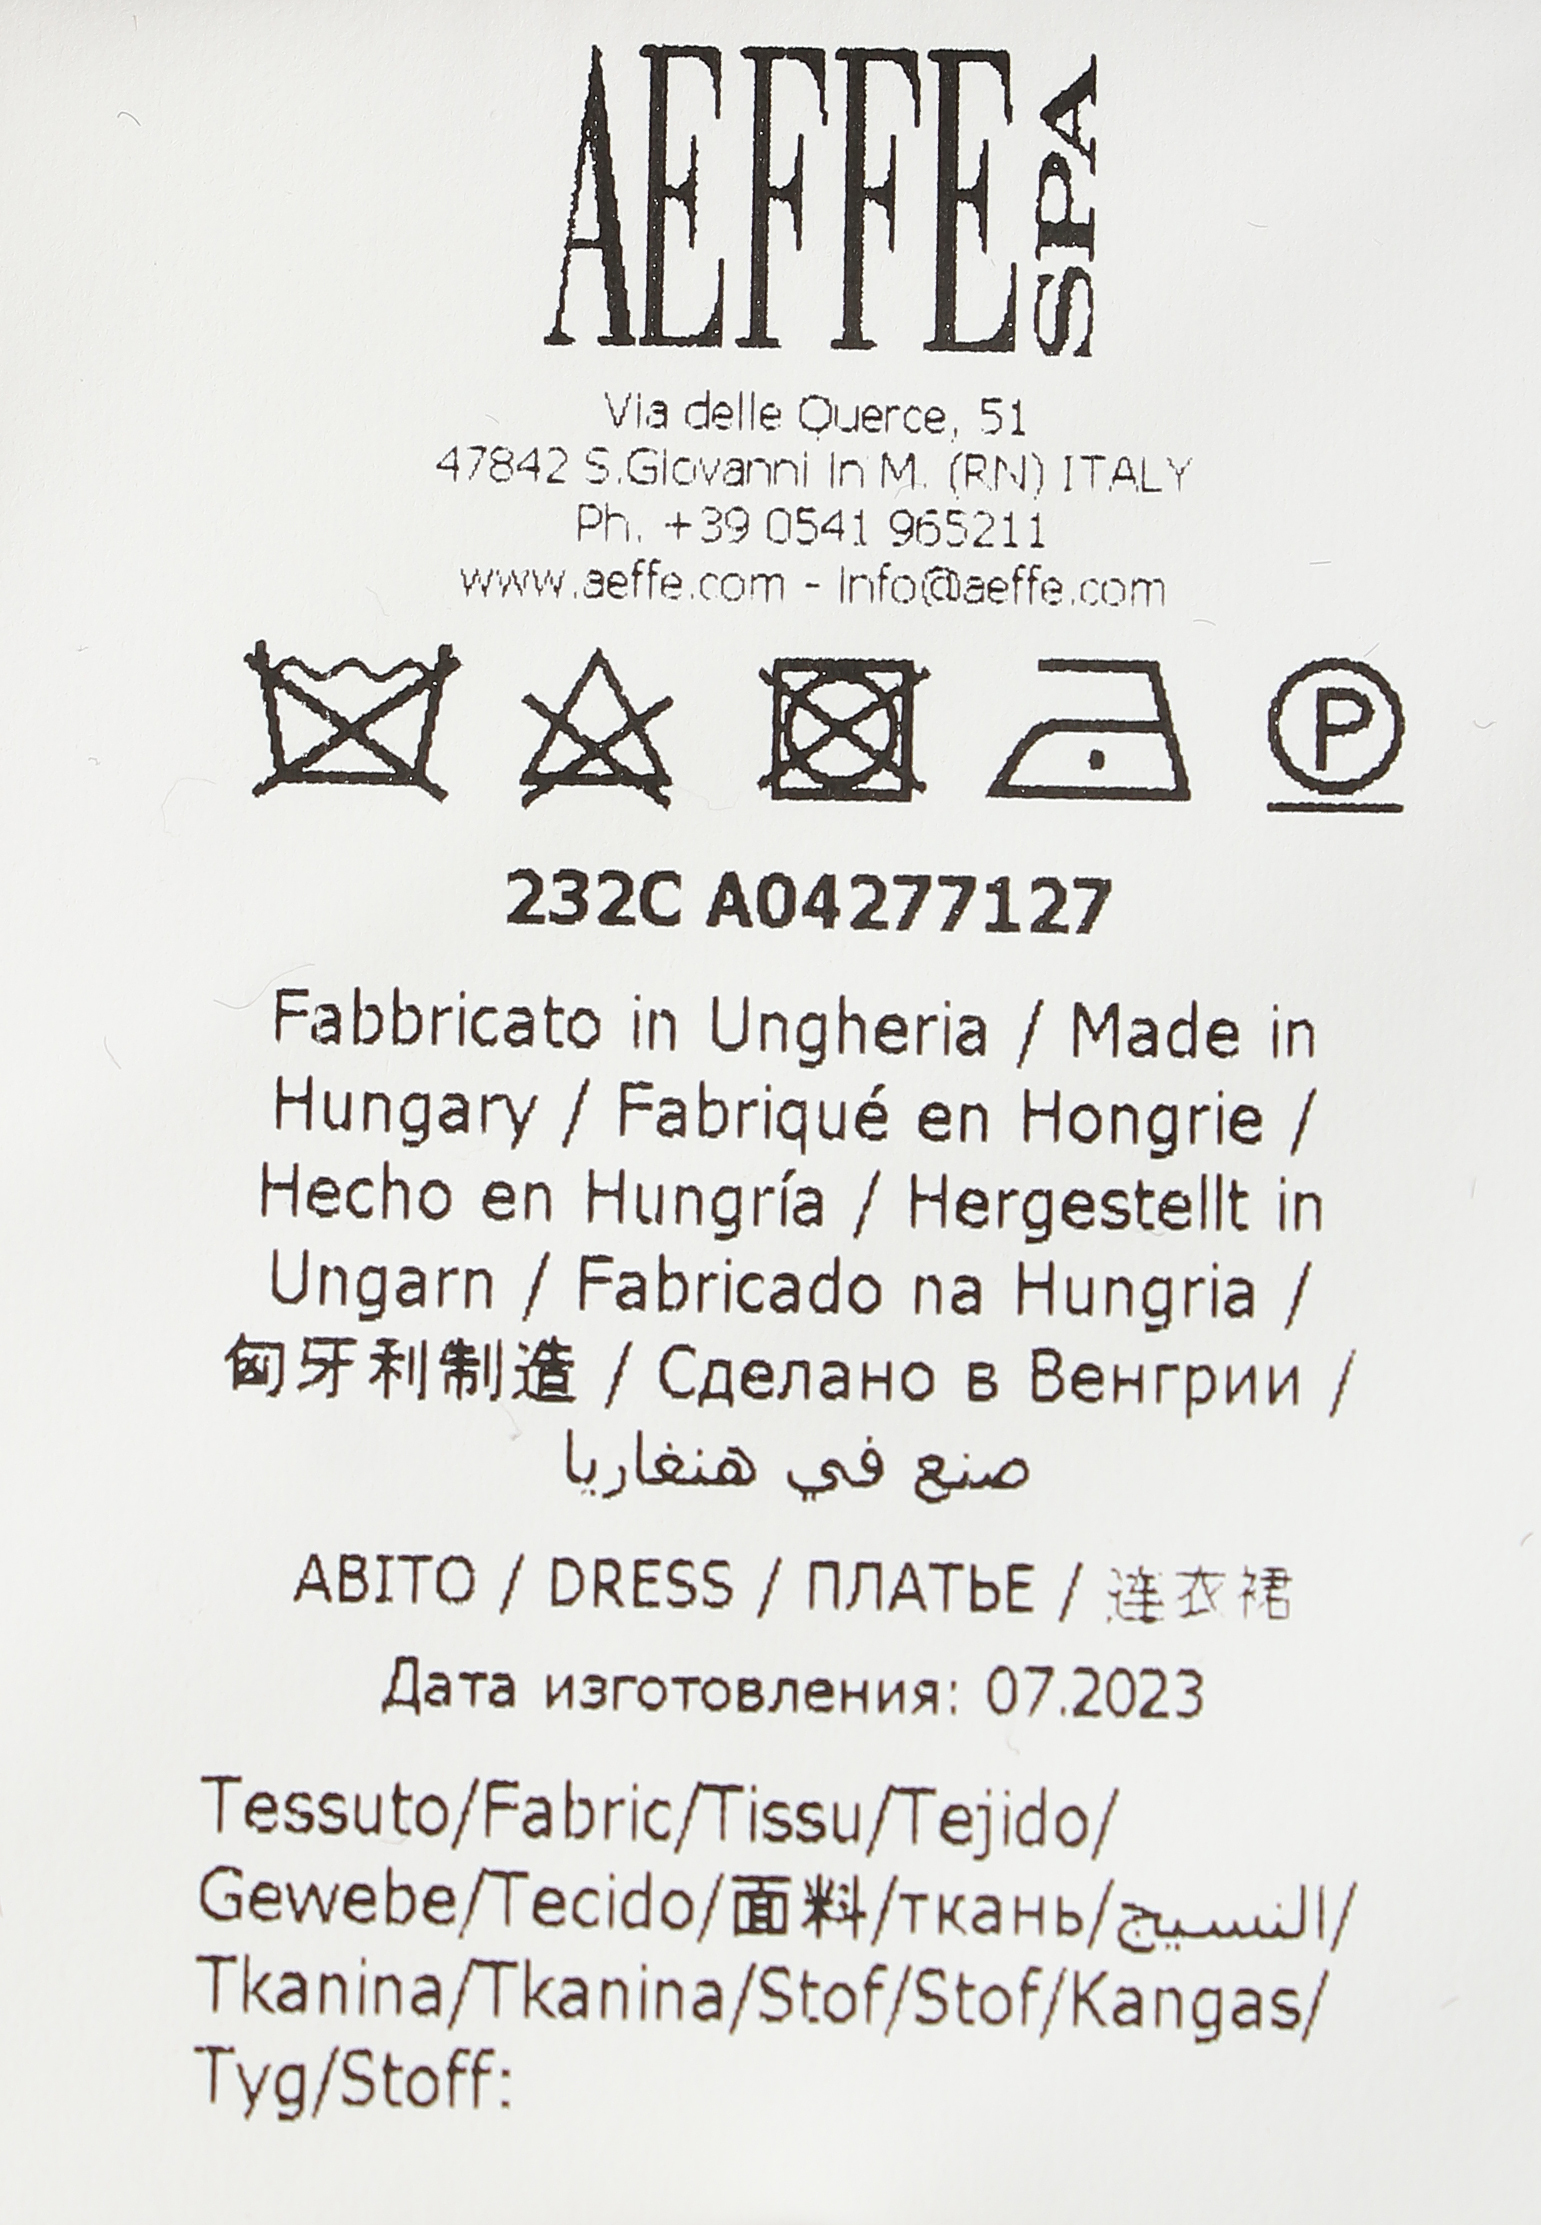 AEFFE SPA
Via delle Querce, 51
47842 S.Giovanni in M. (RN) ITALY
Ph. +39 0541 965211
www.aeffe.com - info@aeffe.com
P
232C A04277127
Fabbricato in Ungheria / Made in
Hungary / Fabriqué en Hongrie /
Hecho en Hungría / Hergestellt in
Ungarn / Fabricado na Hungria /
匈牙利制造 / Сделано в Венгрии /
صنع في هنغاريا
ABITO / DRESS / ПЛАТЬЕ / 连衣裙
Дата изготовления: 07.2023
Tessuto/Fabric/Tissu/Tejido/
Gewebe/Tecido/面料/ткань/النسيج/
Tkanina/Tkanina/Stof/Stof/Kangas/
Tyg/Stoff: